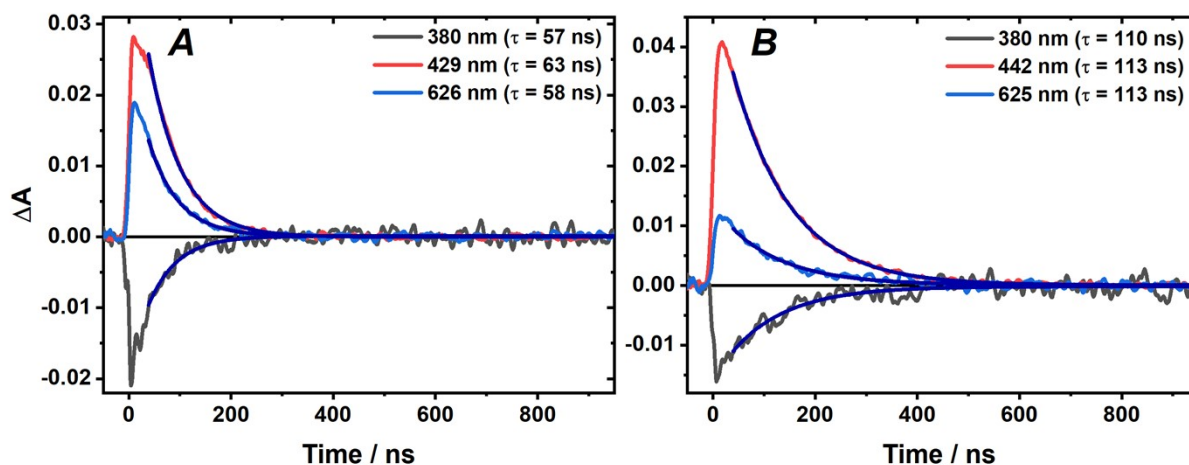 A
380 nm (τ = 57 ns)
429 nm (τ = 63 ns)
626 nm (τ = 58 ns)
0.03
0.02
0.01
0.00
-0.01
-0.02
ΔA
0
200
400
600
800
Time / ns
B
380 nm (τ = 110 ns)
442 nm (τ = 113 ns)
625 nm (τ = 113 ns)
0.04
0.03
0.02
0.01
0.00
-0.01
0
200
400
600
800
Time / ns